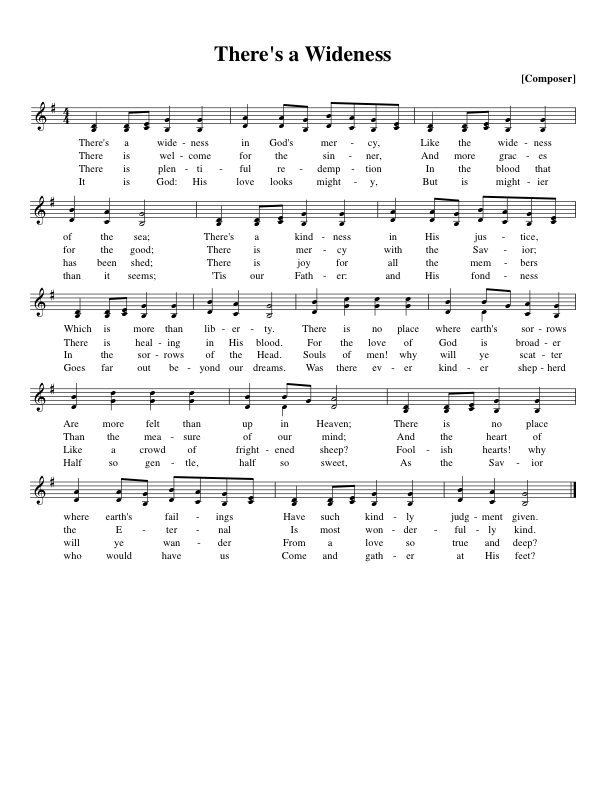 There's a Wideness
[Composer]
4
4
There's a wide - ness in God's mer - cy, Like the wide - ness
There is wel - come for the sin - ner, And more grac - es
There is plen - ti - ful re - demp - tion In the blood that
It is God: His love looks might - y, But is might - ier
of the sea; There's a kind - ness in His jus - tice,
for the good; There is mer - cy with the Sav - ior;
has been shed; There is joy for all the mem - bers
than it seems; 'Tis our Fath - er: and His fond - ness
Which is more than lib - er - ty. There is no place where earth's sor - rows
There is heal - ing in His blood. For the love of God is broad - er
In the sor - rows of the Head. Souls of men! why will ye scat - ter
Goes far out be - yond our dreams. Was there ev - er kind - er shep - herd
Are more felt than up in Heaven; There is no place
Than the mea - sure of our mind; And the heart of
Like a crowd of fright - ened sheep? Fool - ish hearts! why
Half so gen - tle, half so sweet, As the Sav - ior
where earth's fail - ings Have such kind - ly judg - ment given.
the E - ter - nal Is most won - der - ful - ly kind.
will ye wan - der From a love so true and deep?
who would have us Come and gath - er at His feet?